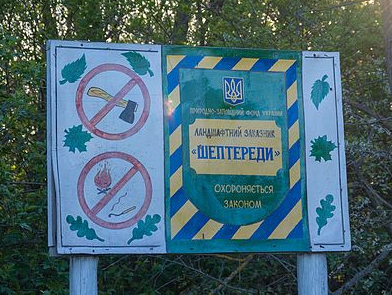 ПРИРОДНО-ЗАПОВІДНИЙ ФОНД УКРАЇНИ
ЛАНДШАФТНИЙ ЗАКАЗНИК
«ШЕПТЕРЕДИ»
ОХОРОНЯЄТЬСЯ
ЗАКОНОМ